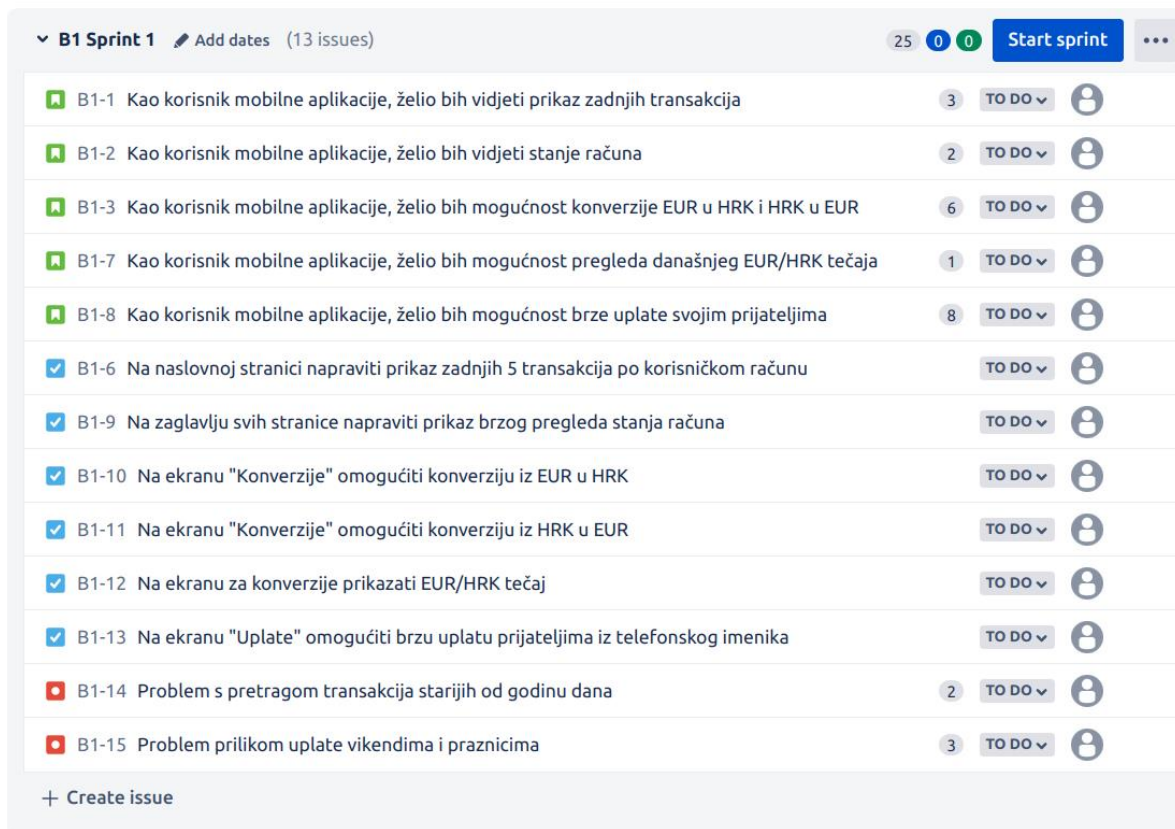 B1 Sprint 1 Add dates (13 issues) 25 0 0 Start sprint
B1-1 Kao korisnik mobilne aplikacije, želio bih vidjeti prikaz zadnjih transakcija 3 TO DO
B1-2 Kao korisnik mobilne aplikacije, želio bih vidjeti stanje računa 2 TO DO
B1-3 Kao korisnik mobilne aplikacije, želio bih mogućnost konverzije EUR u HRK i HRK u EUR 6 TO DO
B1-7 Kao korisnik mobilne aplikacije, želio bih mogućnost pregleda današnjeg EUR/HRK tečaja 1 TO DO
B1-8 Kao korisnik mobilne aplikacije, želio bih mogućnost brze uplate svojim prijateljima 8 TO DO
B1-6 Na naslovnoj stranici napraviti prikaz zadnjih 5 transakcija po korisničkom računu TO DO
B1-9 Na zaglavlju svih stranice napraviti prikaz brzog pregleda stanja računa TO DO
B1-10 Na ekranu "Konverzije" omogućiti konverziju iz EUR u HRK TO DO
B1-11 Na ekranu "Konverzije" omogućiti konverziju iz HRK u EUR TO DO
B1-12 Na ekranu za konverzije prikazati EUR/HRK tečaj TO DO
B1-13 Na ekranu "Uplate" omogućiti brzu uplatu prijateljima iz telefonskog imenika TO DO
B1-14 Problem s pretragom transakcija starijih od godinu dana 2 TO DO
B1-15 Problem prilikom uplate vikendima i praznicima 3 TO DO
+ Create issue